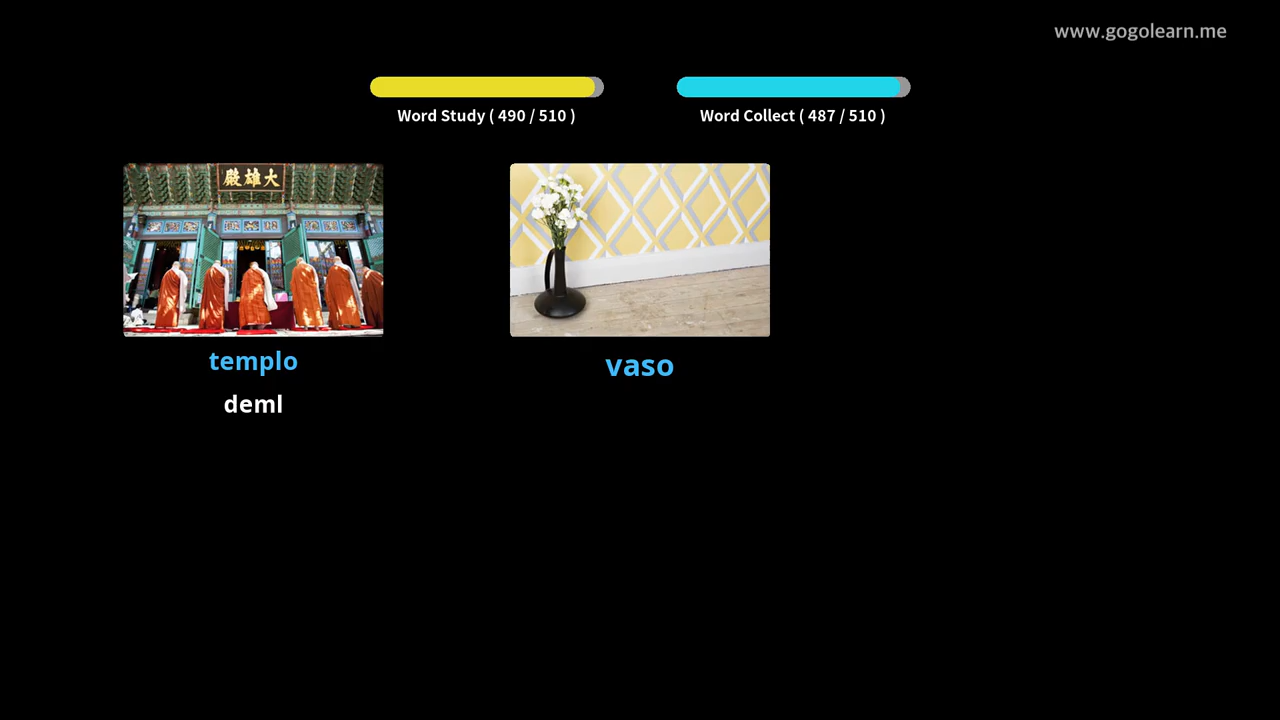 www.gogolearn.me
Word Study ( 490 / 510 )
Word Collect ( 487 / 510 )
殿雄大
templo
vaso
deml